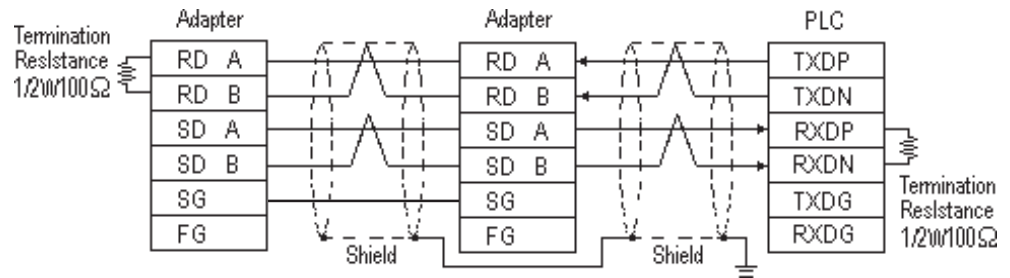 Adapter Adapter PLC
Termination
Resistance
1/2W100Ω
RD A RD A TXDP
RD B RD B TXDN
SD A SD A RXDP
SD B SD B RXDN
SG SG TXDG
FG FG RXDG
Shield Shield
Termination
Resistance
1/2W100Ω